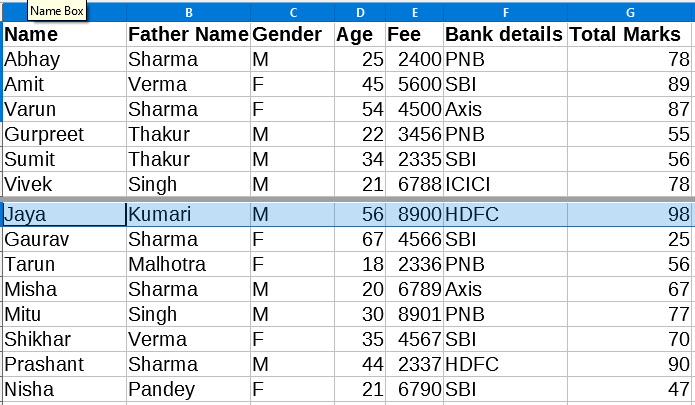 Name Box
B C D E F G
Name Father Name Gender Age Fee Bank details Total Marks
Abhay Sharma M 25 2400 PNB 78
Amit Verma F 45 5600 SBI 89
Varun Sharma F 54 4500 Axis 87
Gurpreet Thakur M 22 3456 PNB 55
Sumit Thakur M 34 2335 SBI 56
Vivek Singh M 21 6788 ICICI 78
Jaya Kumari M 56 8900 HDFC 98
Gaurav Sharma F 67 4566 SBI 25
Tarun Malhotra F 18 2336 PNB 56
Misha Sharma M 20 6789 Axis 67
Mitu Singh M 30 8901 PNB 77
Shikhar Verma F 35 4567 SBI 70
Prashant Sharma M 44 2337 HDFC 90
Nisha Pandey F 21 6790 SBI 47